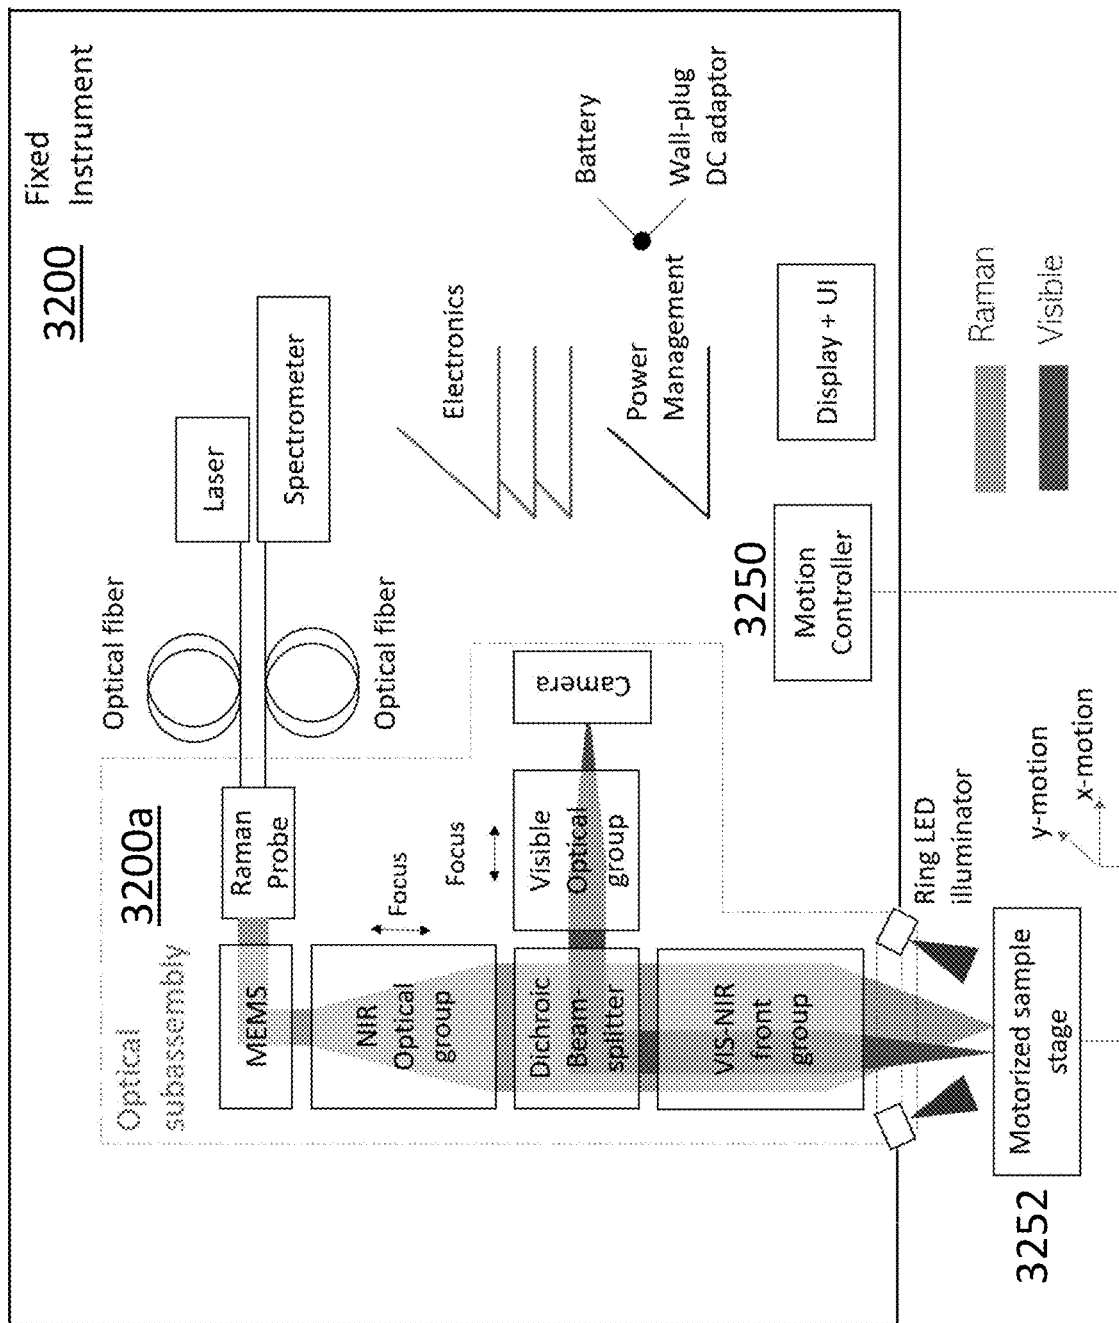 3200
Fixed
Instrument
Optical
subassembly
3200a
MEMS
Raman
Probe
Optical fiber
Optical fiber
Laser
Spectrometer
NIR
Optical
group
Focus
Focus
Dichroic
Beam-
splitter
Visible
Optical
group
Camera
VIS-NIR
front
group
Electronics
Power
Management
Battery
Wall-plug
DC adaptor
3250
Motion
Controller
Display + UI
Ring LED
illuminator
3252
Motorized sample
stage
y-motion
x-motion
Raman
Visible